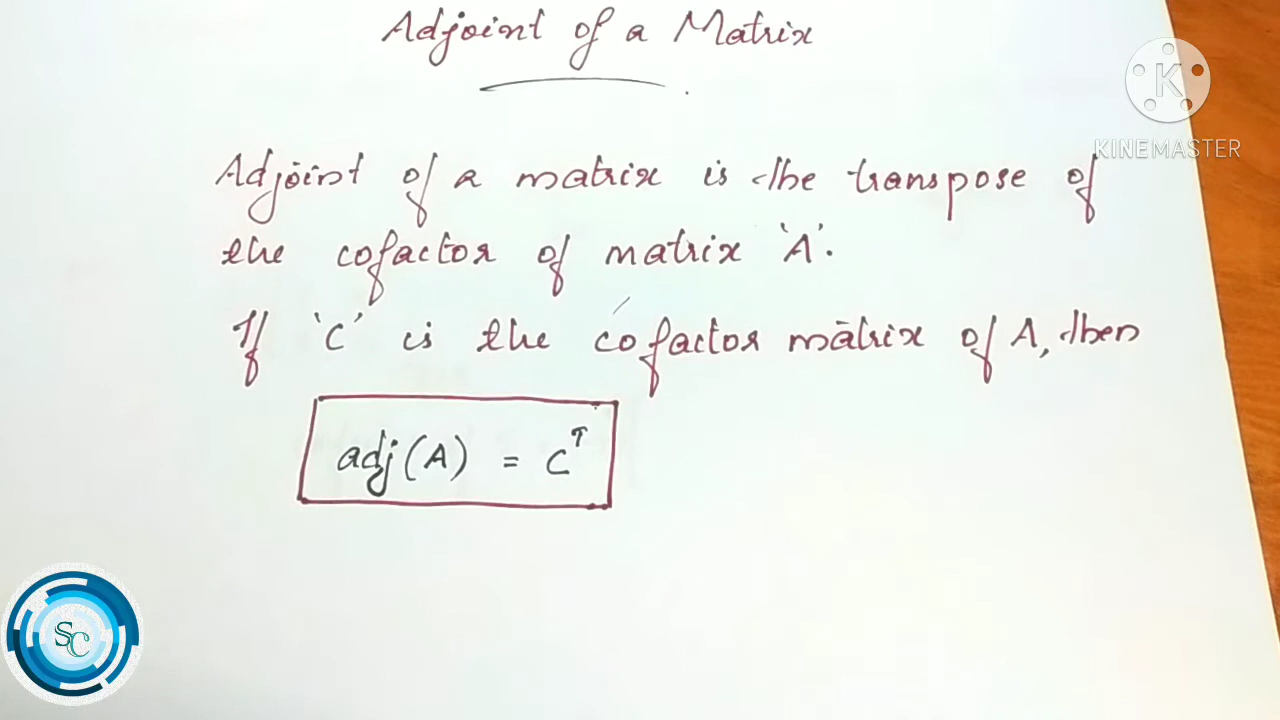 Adjoint of a Matrix
KINEMASTER
Adjoint of a matrix is the transpose of
the cofactor of matrix 'A'.
If 'C' is the cofactor matrix of A, then
adj(A) = C^T
SC